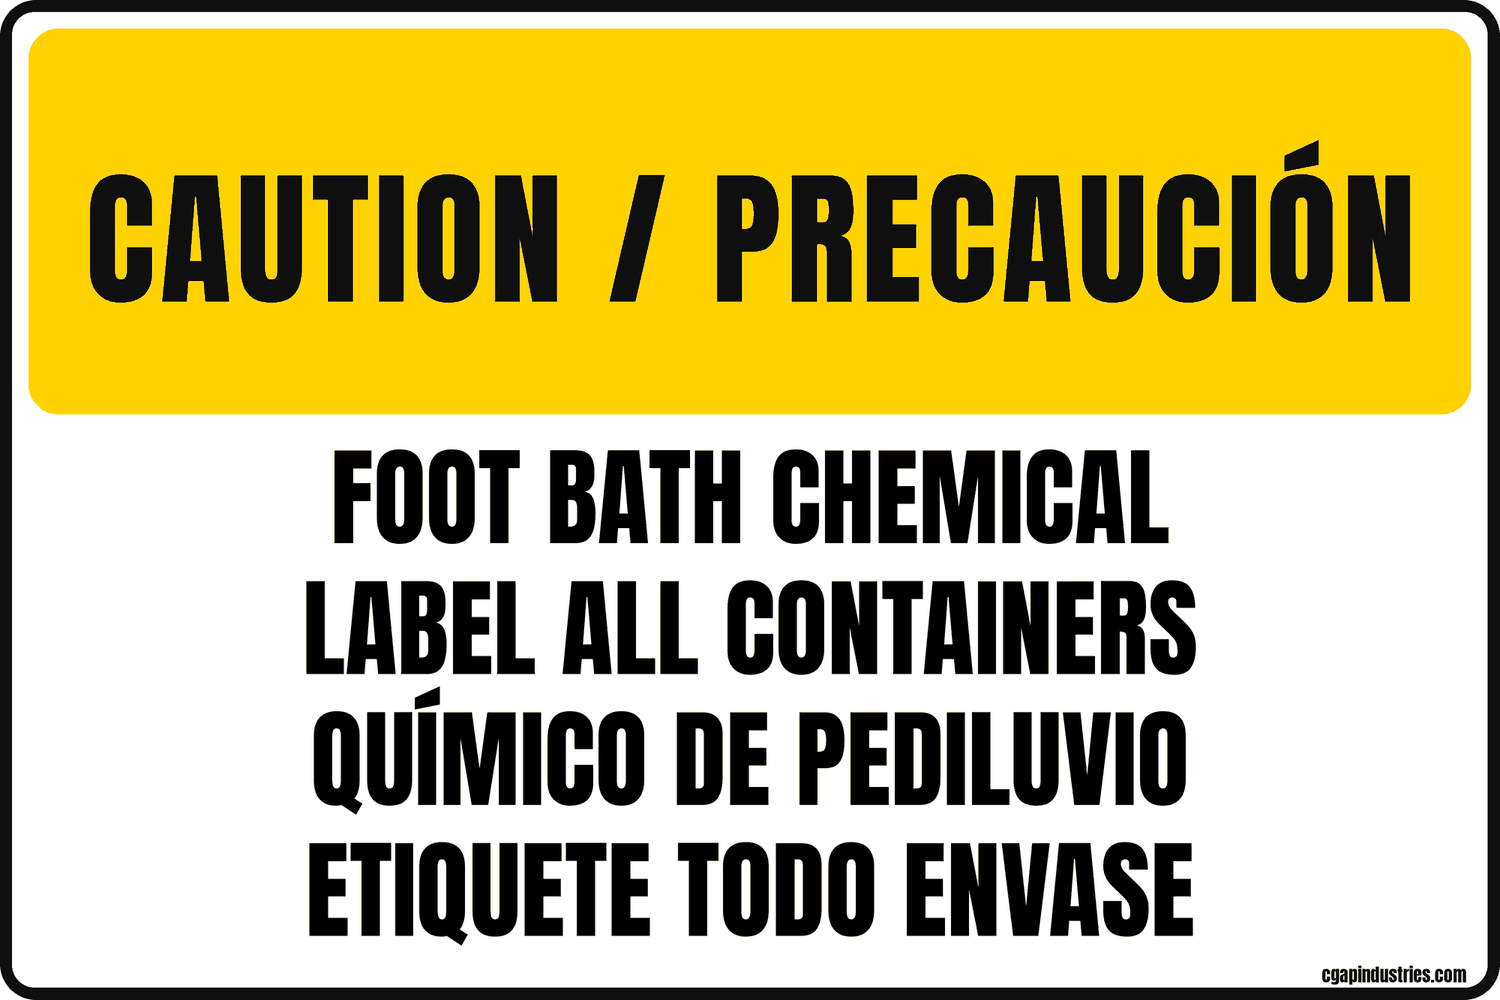 CAUTION / PRECAUCIÓN
FOOT BATH CHEMICAL
LABEL ALL CONTAINERS
QUÍMICO DE PEDILUVIO
ETIQUETE TODO ENVASE
cgapindustries.com